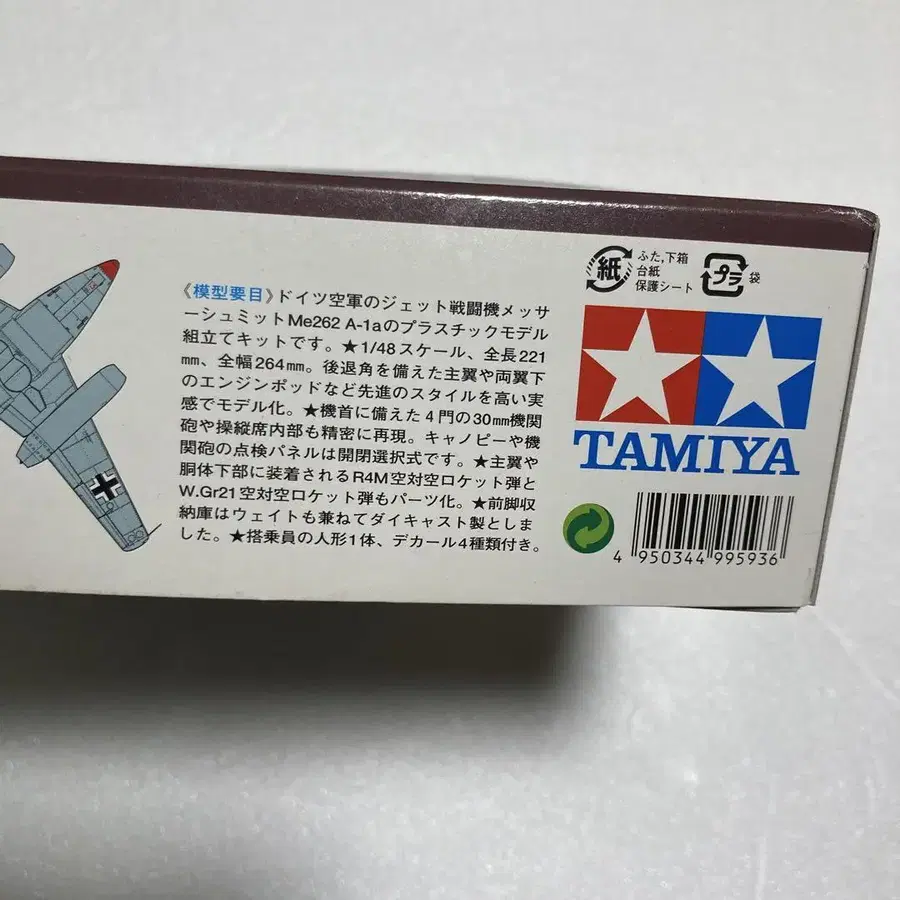 《模型要目》ドイツ空軍のジェット戦闘機メッサ
ーシュミットMe262 A-1aのプラスチックモデル
組立てキットです。★1/48スケール、全長221
㎜、全幅264㎜。後退角を備えた主翼や両翼下
のエンジンポッドなど先進のスタイルを高い実
感でモデル化。★機首に備えた4門の30㎜機関
砲や操縦席内部も精密に再現。キャノピーや機
関砲の点検パネルは開閉選択式です。★主翼や
胴体下部に装着されるR4M空対空ロケット弾と
W.Gr21空対空ロケット弾もパーツ化。★前脚収
納庫はウェイトも兼ねてダイキャスト製としま
した。★搭乗員の人形1体、デカール4種類付き。
紙
ふた,下箱
台紙
保護シート
プラ
袋
TAMIYA
4 950344 995936